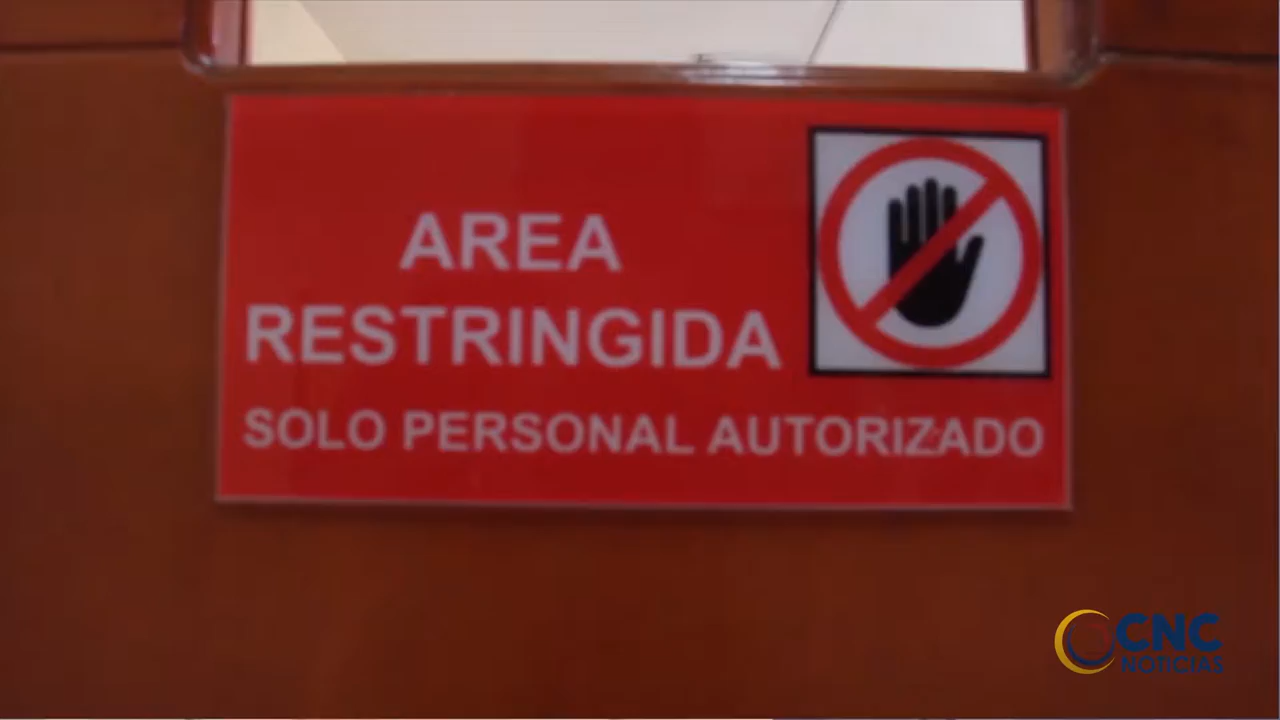 AREA
RESTRINGIDA
SOLO PERSONAL AUTORIZADO
CNC
NOTICIAS